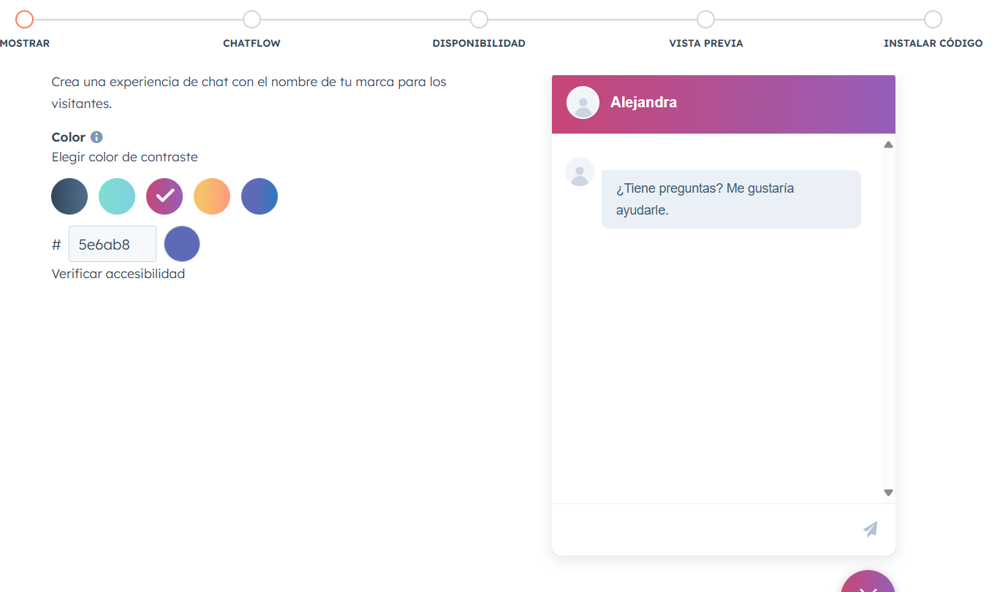 MOSTRAR
CHATFLOW
DISPONIBILIDAD
VISTA PREVIA
INSTALAR CÓDIGO
Crea una experiencia de chat con el nombre de tu marca para los
visitantes.
Color
Elegir color de contraste
# 5e6ab8
Verificar accesibilidad
Alejandra
¿Tiene preguntas? Me gustaría
ayudarle.